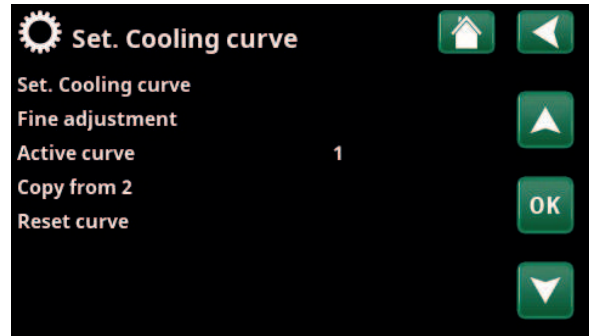 Set. Cooling curve
Set. Cooling curve
Fine adjustment
Active curve 1
Copy from 2
Reset curve
OK